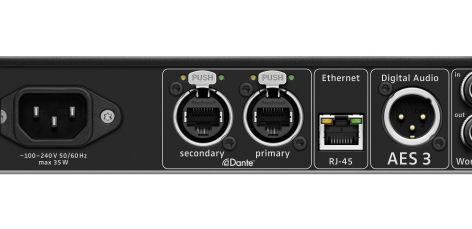 PUSH
PUSH
secondary
primary
Dante
~100–240 V 50/60 Hz
max 35 W
Ethernet
RJ-45
Digital Audio
AES 3
in
out